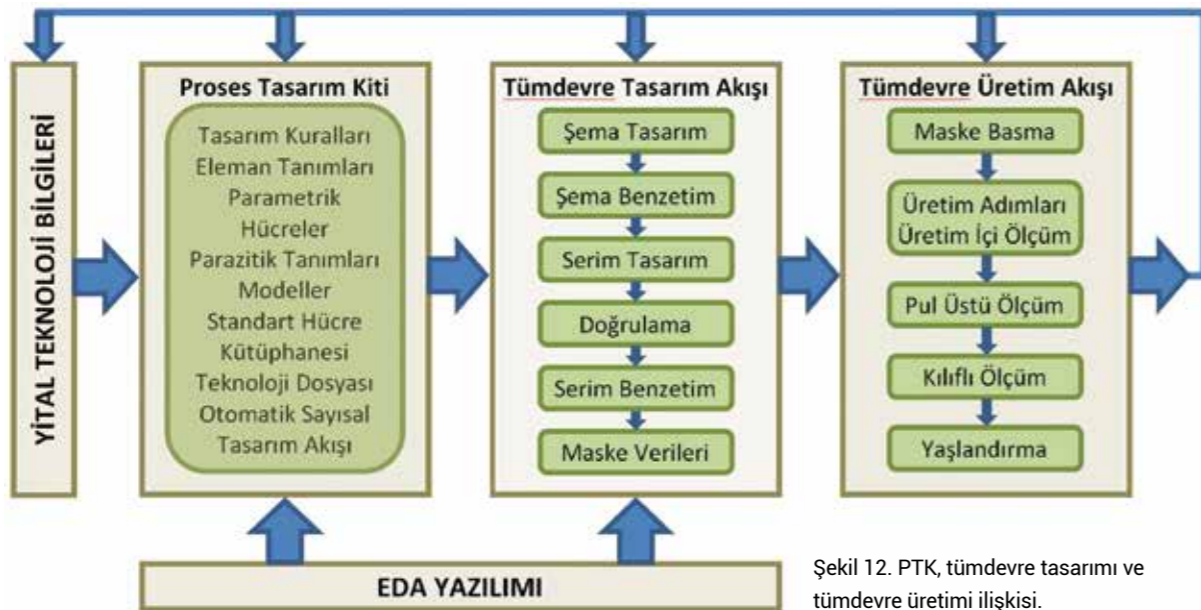 YİTAL TEKNOLOJİ BİLGİLERİ
Proses Tasarım Kiti
Tasarım Kuralları
Eleman Tanımları
Parametrik
Hücreler
Parazitik Tanımları
Modeller
Standart Hücre
Kütüphanesi
Teknoloji Dosyası
Otomatik Sayısal
Tasarım Akışı
Tümdevre Tasarım Akışı
Şema Tasarım
Şema Benzetim
Serim Tasarım
Doğrulama
Serim Benzetim
Maske Verileri
Tümdevre Üretim Akışı
Maske Basma
Üretim Adımları
Üretim İçi Ölçüm
Pul Üstü Ölçüm
Kılıflı Ölçüm
Yaşlandırma
EDA YAZILIMI
Şekil 12. PTK, tümdevre tasarımı ve
tümdevre üretimi ilişkisi.